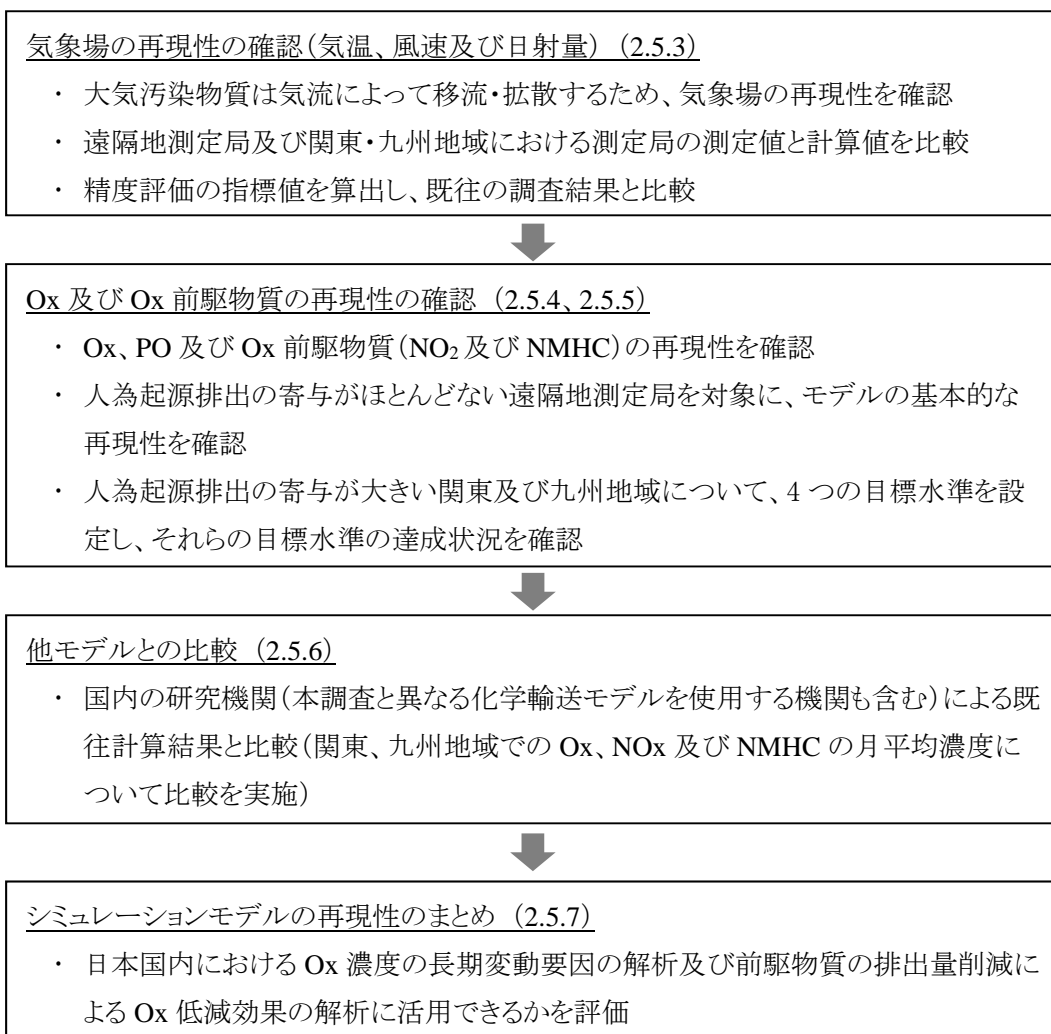 気象場の再現性の確認(気温、風速及び日射量) (2.5.3)
・ 大気汚染物質は気流によって移流・拡散するため、気象場の再現性を確認
・ 遠隔地測定局及び関東・九州地域における測定局の測定値と計算値を比較
・ 精度評価の指標値を算出し、既往の調査結果と比較
Ox 及び Ox 前駆物質の再現性の確認 (2.5.4、2.5.5)
・ Ox、PO 及び Ox 前駆物質(NO₂ 及び NMHC)の再現性を確認
・ 人為起源排出の寄与がほとんどない遠隔地測定局を対象に、モデルの基本的な
再現性を確認
・ 人為起源排出の寄与が大きい関東及び九州地域について、4 つの目標水準を設
定し、それらの目標水準の達成状況を確認
他モデルとの比較 (2.5.6)
・ 国内の研究機関(本調査と異なる化学輸送モデルを使用する機関も含む)による既
往計算結果と比較(関東、九州地域での Ox、NOx 及び NMHC の月平均濃度に
ついて比較を実施)
シミュレーションモデルの再現性のまとめ (2.5.7)
・ 日本国内における Ox 濃度の長期変動要因の解析及び前駆物質の排出量削減に
よる Ox 低減効果の解析に活用できるかを評価